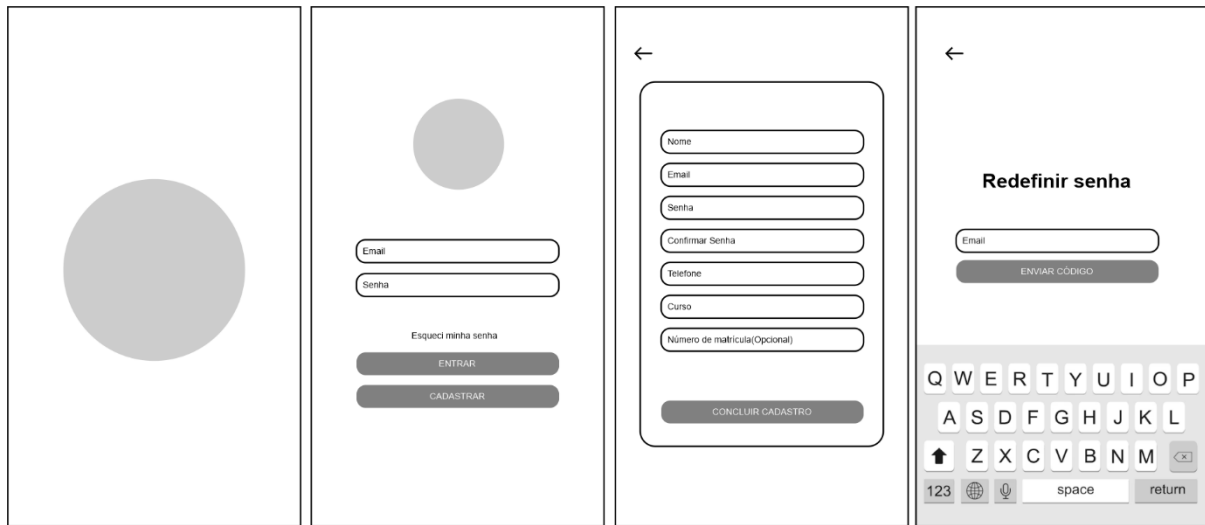 Email
Senha
Esqueci minha senha
ENTRAR
CADASTRAR
Nome
Email
Senha
Confirmar Senha
Telefone
Curso
Número de matrícula(Opcional)
CONCLUIR CADASTRO
Redefinir senha
Email
ENVIAR CÓDIGO
Q W E R T Y U I O P
A S D F G H J K L
Z X C V B N M
123 space return